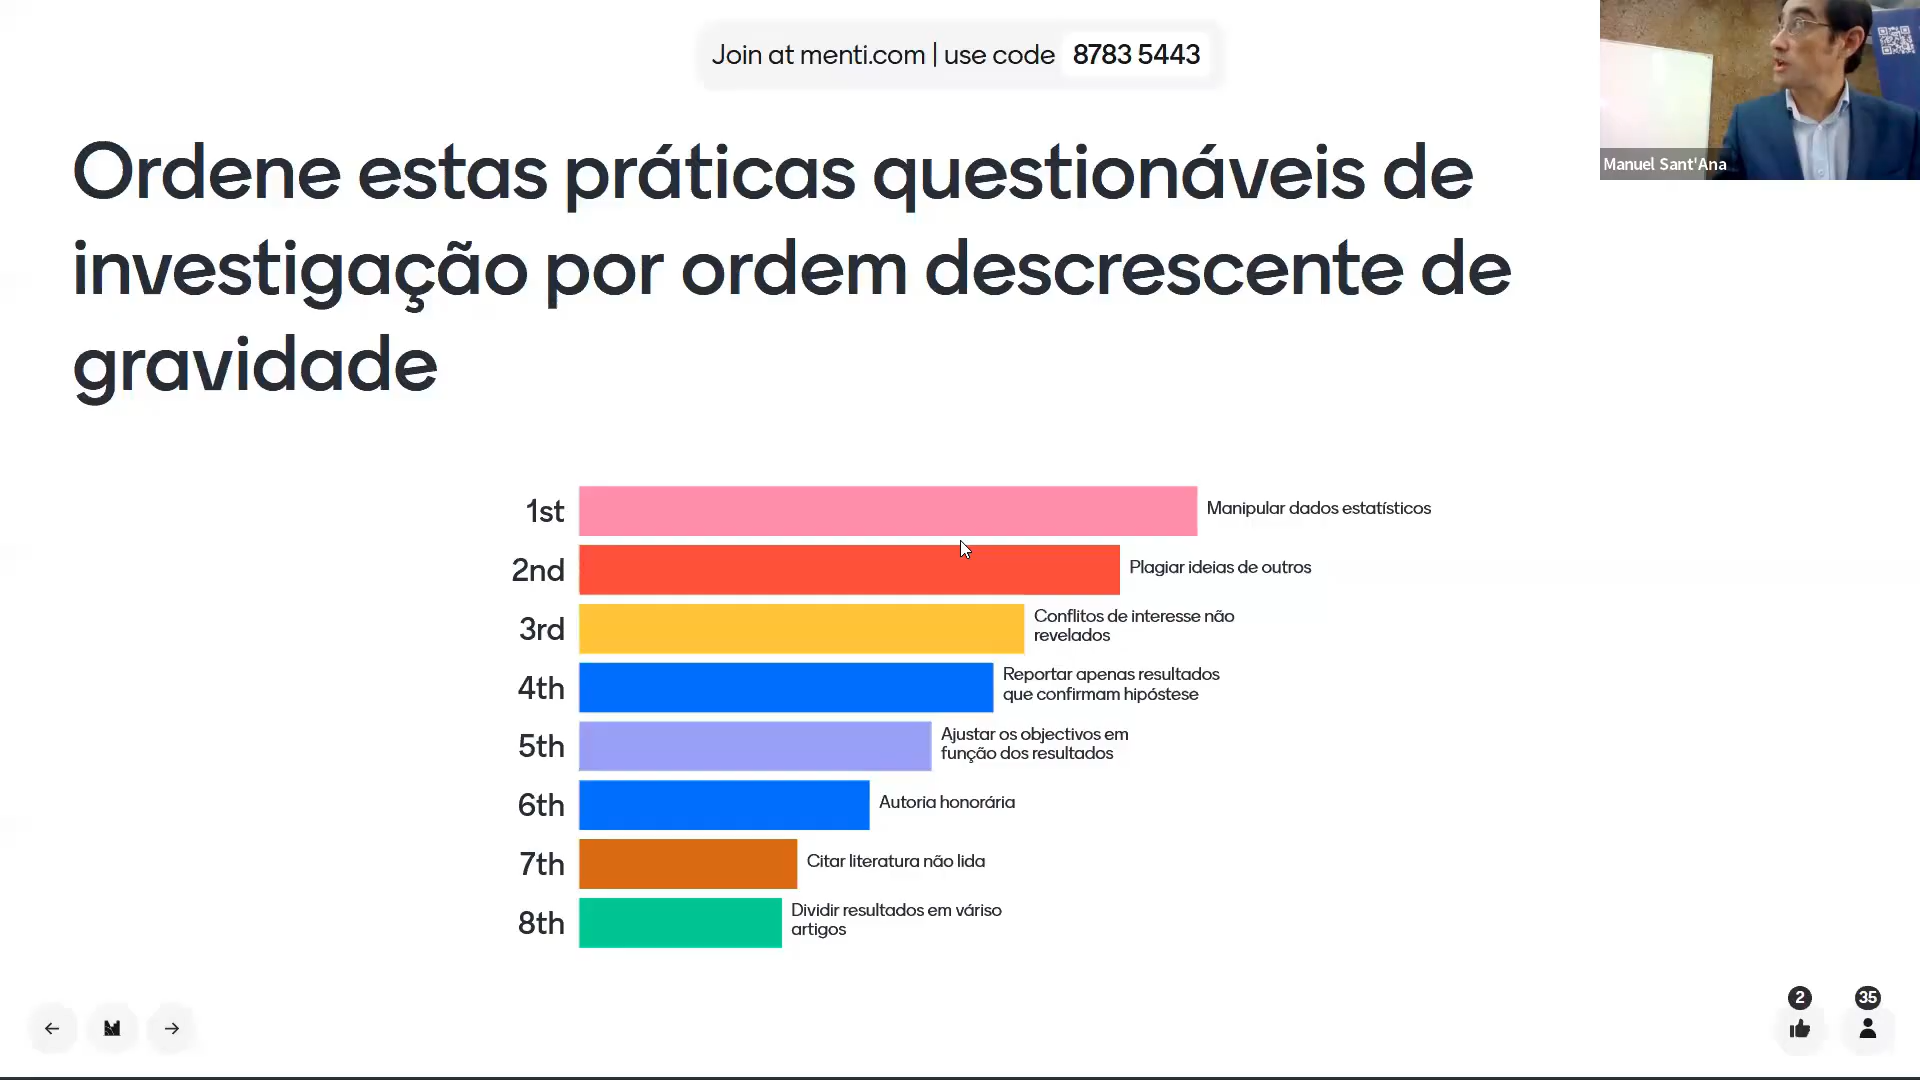 Join at menti.com | use code 8783 5443
Manuel Sant'Ana
Ordene estas práticas questionáveis de
investigação por ordem descrescente de
gravidade
1st
Manipular dados estatísticos
2nd
Plagiar ideias de outros
3rd
Conflitos de interesse não
revelados
4th
Reportar apenas resultados
que confirmam hipóstese
5th
Ajustar os objectivos em
função dos resultados
6th
Autoria honorária
7th
Citar literatura não lida
8th
Dividir resultados em váriso
artigos
2
35